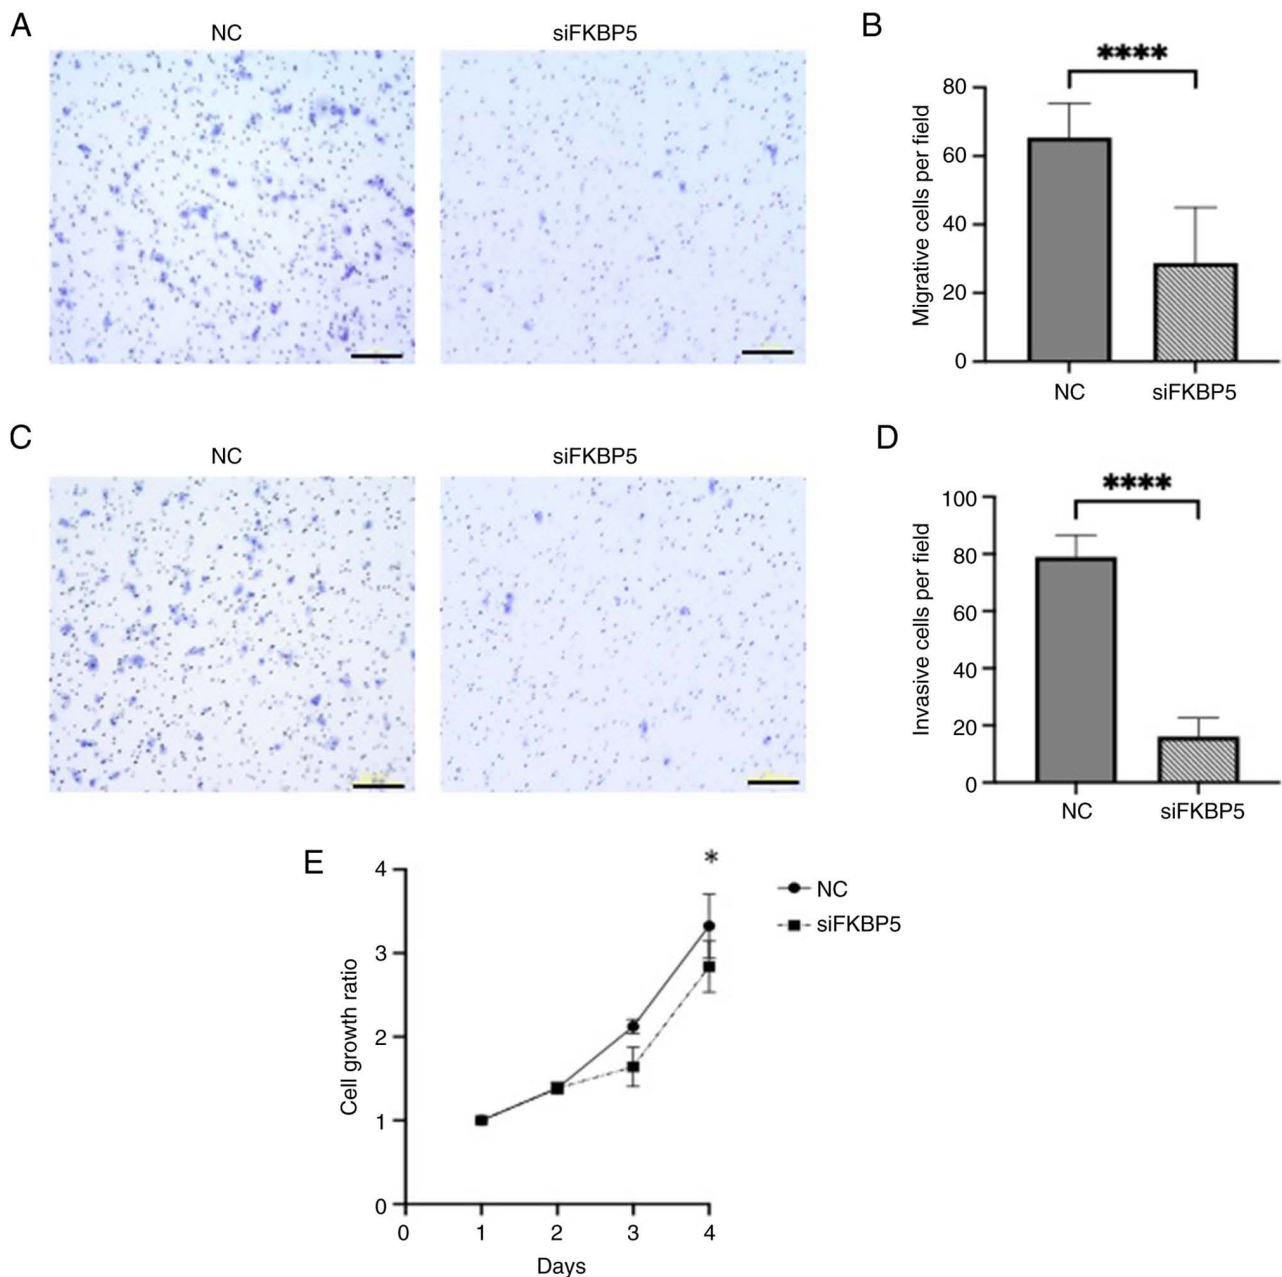 A
NC
siFKBP5
B
****
Migrative cells per field
80
60
40
20
0
NC
siFKBP5
C
NC
siFKBP5
D
****
Invasive cells per field
100
80
60
40
20
0
NC
siFKBP5
E
*
NC
siFKBP5
Cell growth ratio
4
3
2
1
0
0 1 2 3 4
Days